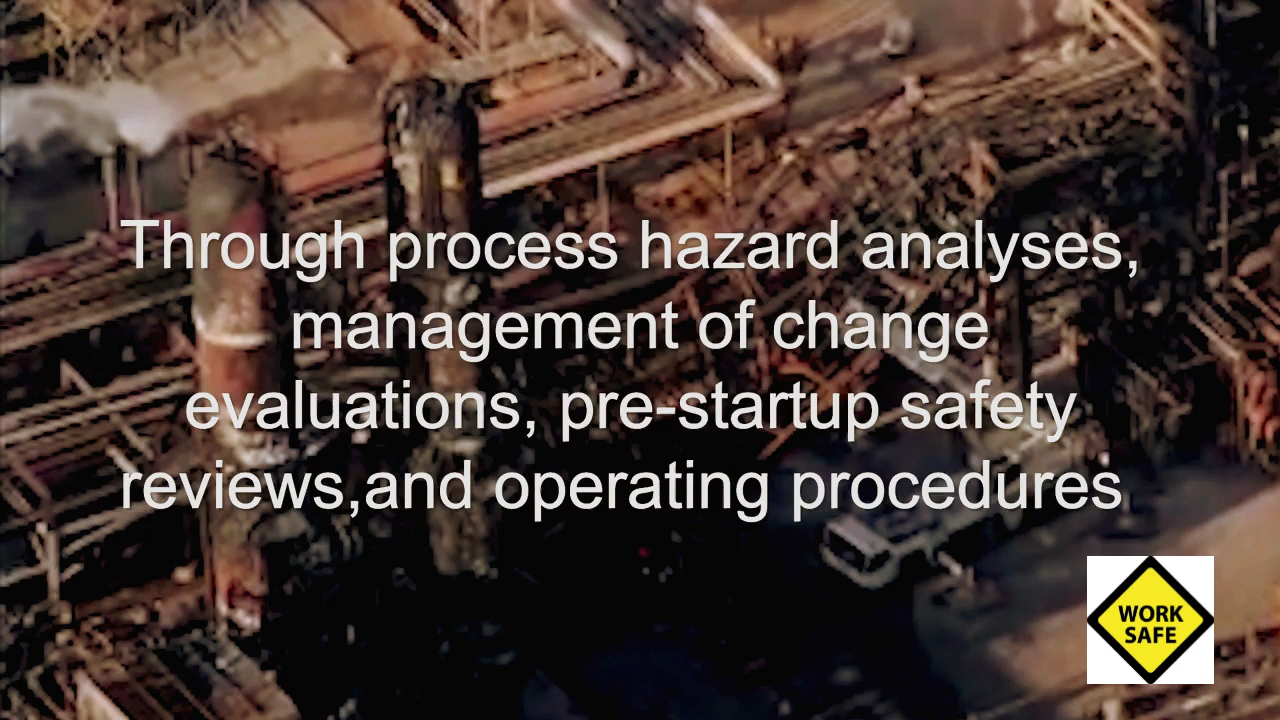 Through process hazard analyses,
management of change
evaluations, pre-startup safety
reviews,and operating procedures
WORK
SAFE